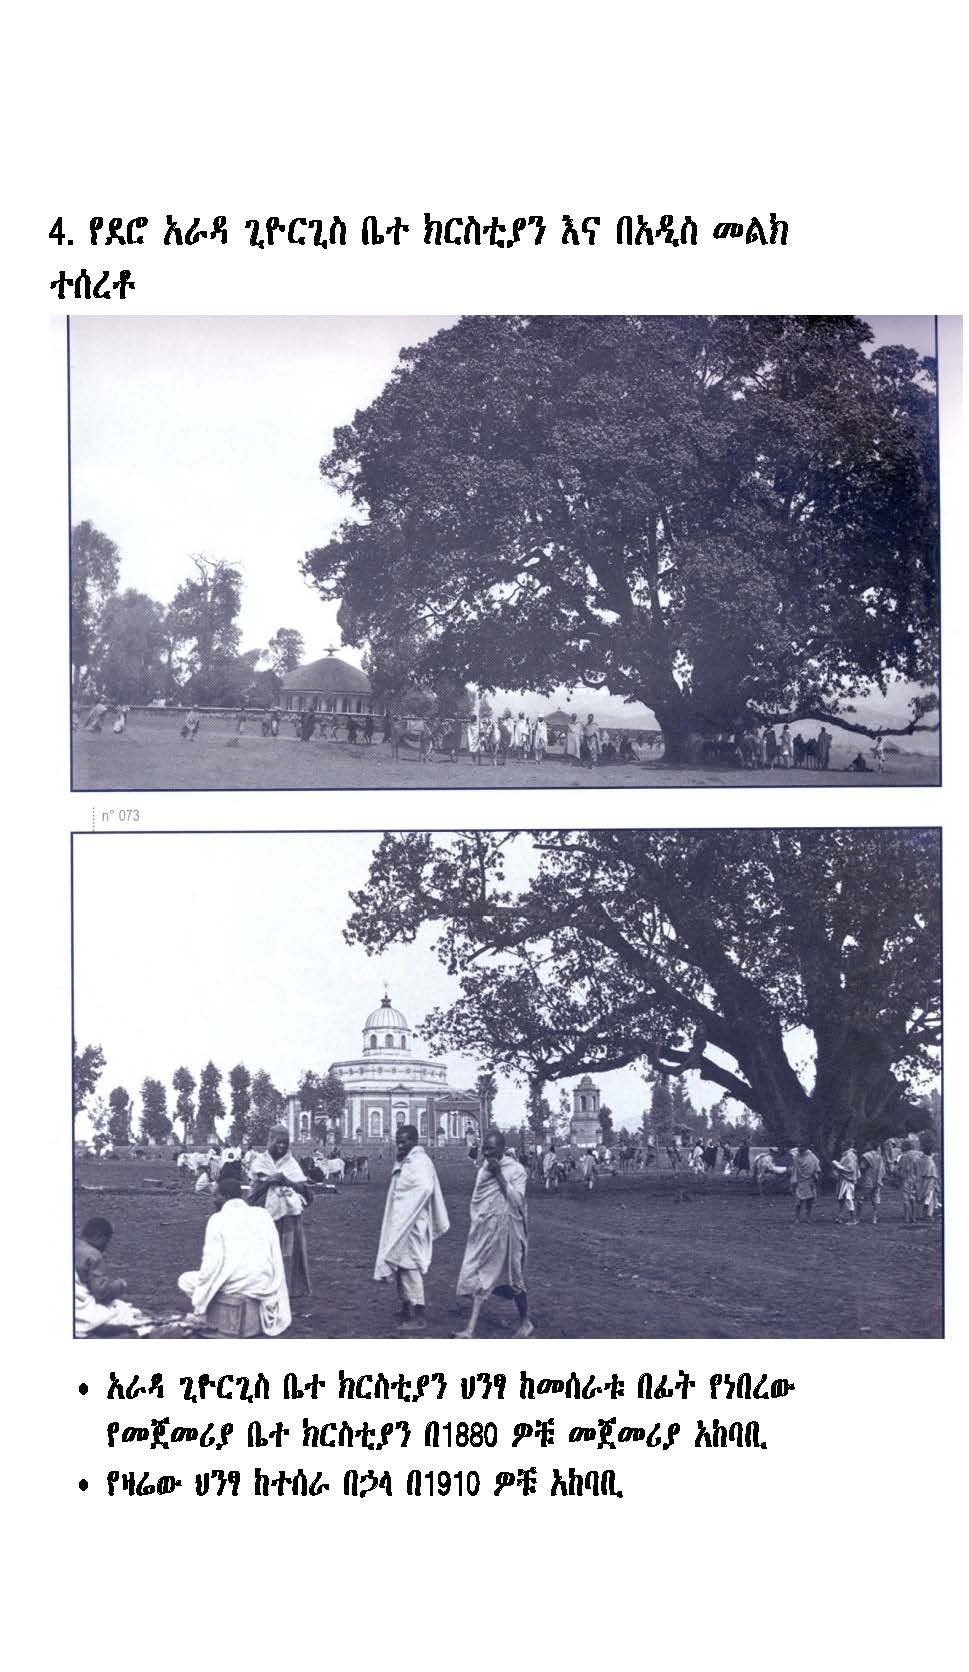 4. የደሮ አራዳ ጊዮርጊስ ቤተ ክርስቲያን እና በአዲስ መልክ
ተሰረቶ
n° 073
• አራዳ ጊዮርጊስ ቤተ ክርስቲያን ህንፃ ከመሰራቱ በፊት የነበረው
የመጀመሪያ ቤተ ክርስቲያን በ1880 ዎቹ መጀመሪያ አከባቢ
• የዛሬው ህንፃ ከተሰራ በኃላ በ1910 ዎቹ አከባቢ